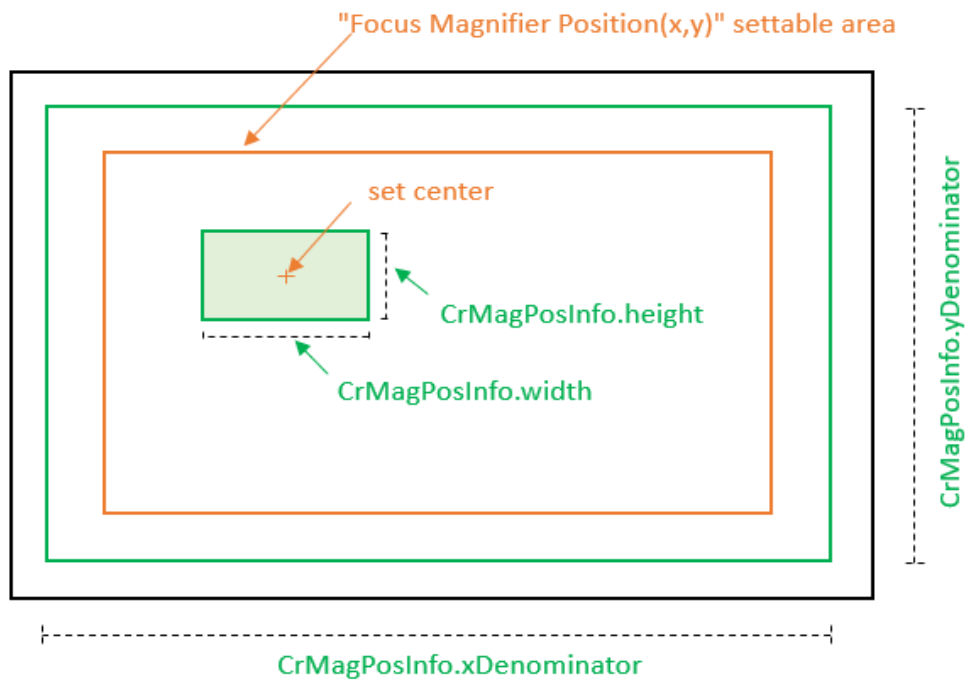 "Focus Magnifier Position(x,y)" settable area
set center
CrMagPosInfo.height
CrMagPosInfo.width
CrMagPosInfo.yDenominator
CrMagPosInfo.xDenominator